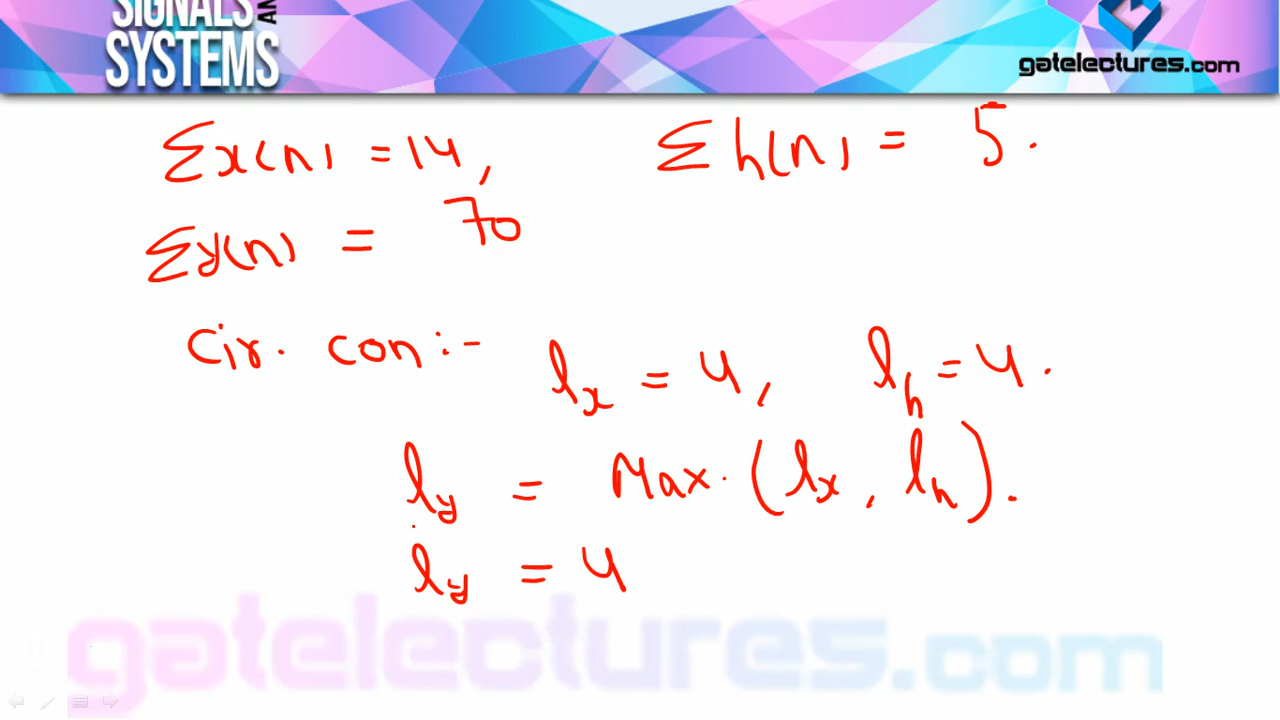 SIGNALS AN
SYSTEMS
gatelectures.com
Σx(n) = 14, Σh(n) = 5.
Σy(n) = 70
Cir. con :-
lx = 4, lh = 4.
ly = Max. (lx, lh).
ly = 4
gatelectures.com